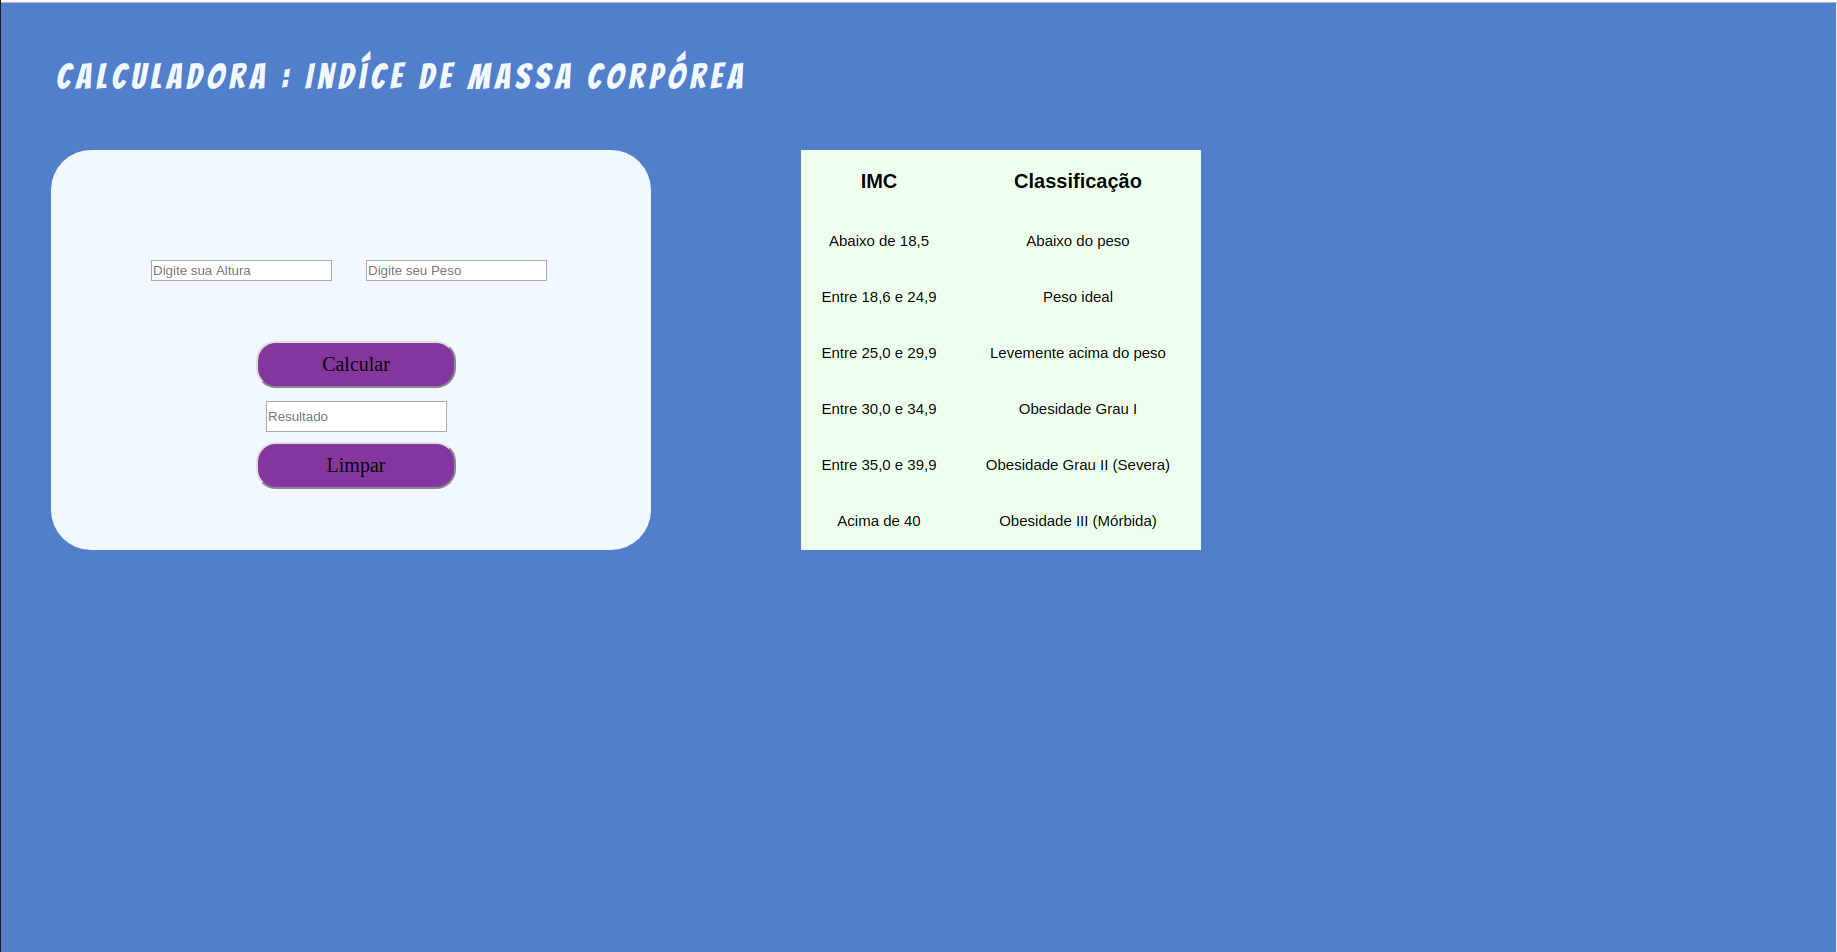 CALCULADORA : INDÍCE DE MASSA CORPÓREA
Digite sua Altura Digite seu Peso
Calcular
Resultado
Limpar
IMC Classificação
Abaixo de 18,5 Abaixo do peso
Entre 18,6 e 24,9 Peso ideal
Entre 25,0 e 29,9 Levemente acima do peso
Entre 30,0 e 34,9 Obesidade Grau I
Entre 35,0 e 39,9 Obesidade Grau II (Severa)
Acima de 40 Obesidade III (Mórbida)